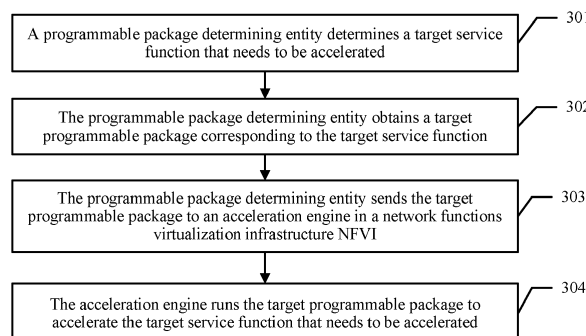 301
A programmable package determining entity determines a target service
function that needs to be accelerated
302
The programmable package determining entity obtains a target
programmable package corresponding to the target service function
303
The programmable package determining entity sends the target
programmable package to an acceleration engine in a network functions
virtualization infrastructure NFVI
304
The acceleration engine runs the target programmable package to
accelerate the target service function that needs to be accelerated